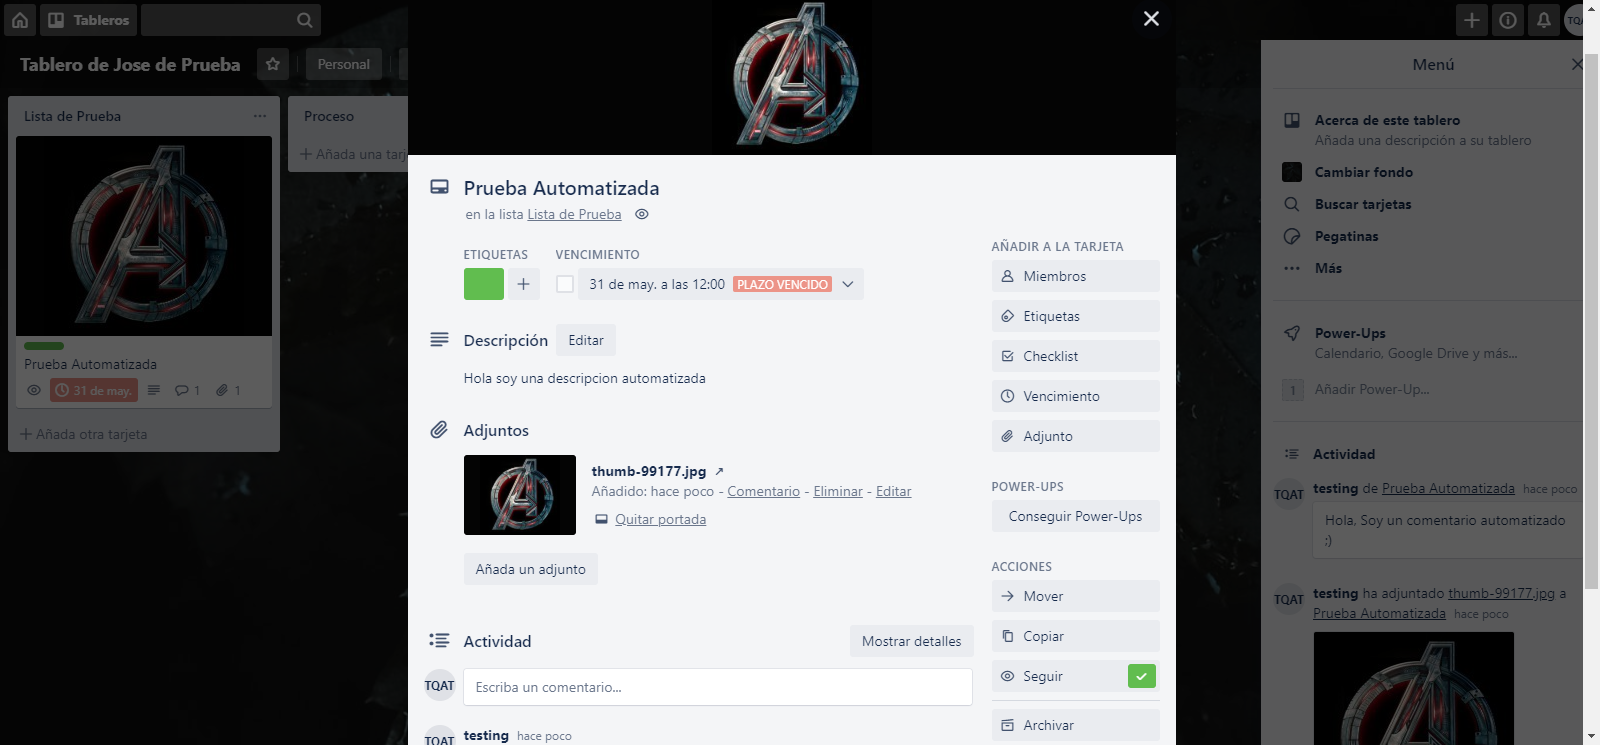 Tableros
TQAT
Tablero de Jose de Prueba
Personal
Lista de Prueba
Proceso
Añada una tarj
Prueba Automatizada
31 de may.
1
1
Añada otra tarjeta
Prueba Automatizada
en la lista Lista de Prueba
ETIQUETAS
VENCIMIENTO
31 de may. a las 12:00 PLAZO VENCIDO
Descripción
Editar
Hola soy una descripcion automatizada
Adjuntos
thumb-99177.jpg
Añadido: hace poco - Comentario - Eliminar - Editar
Quitar portada
Añada un adjunto
Actividad
Mostrar detalles
TQAT
Escriba un comentario...
TQAT
testing hace poco
AÑADIR A LA TARJETA
Miembros
Etiquetas
Checklist
Vencimiento
Adjunto
POWER-UPS
Conseguir Power-Ups
ACCIONES
Mover
Copiar
Seguir
Archivar
Menú
Acerca de este tablero
Añada una descripción a su tablero
Cambiar fondo
Buscar tarjetas
Pegatinas
Más
Power-Ups
Calendario, Google Drive y más...
1
Añadir Power-Up...
Actividad
TQAT
testing de Prueba Automatizada hace poco
Hola, Soy un comentario automatizado
;)
TQAT
testing ha adjuntado thumb-99177.jpg a
Prueba Automatizada hace poco